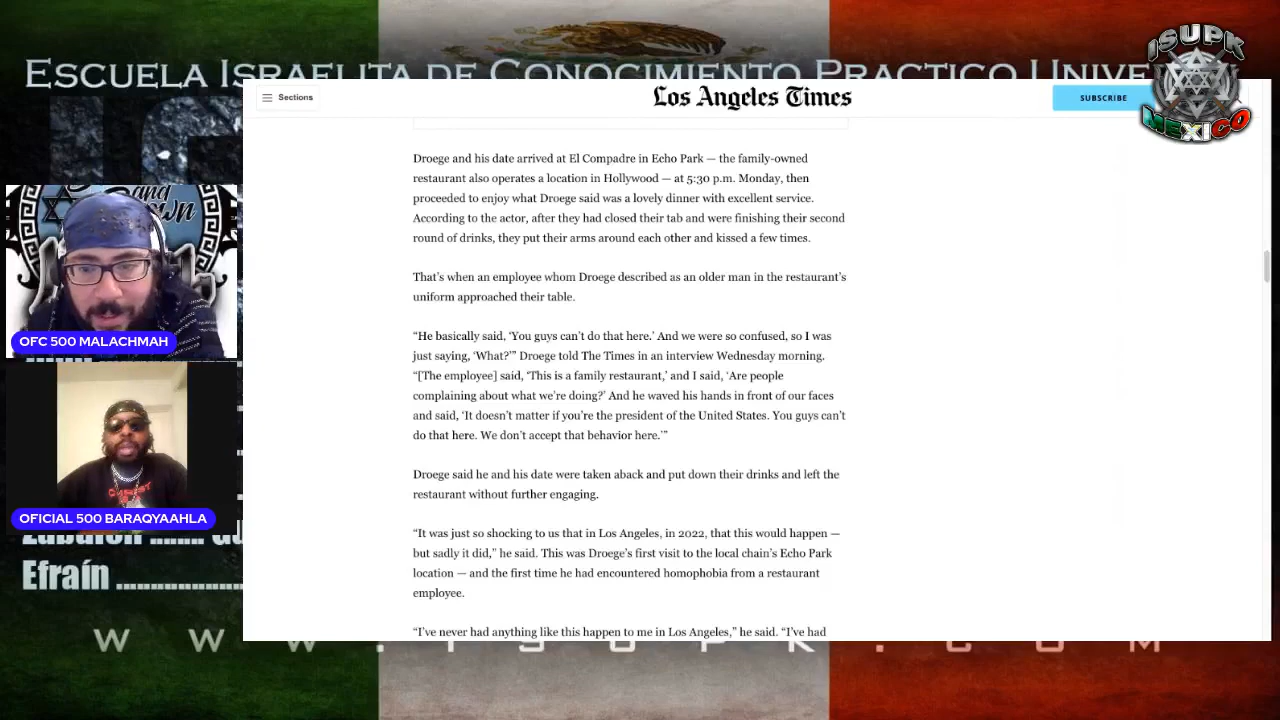 ESCUELA ISRAELITA DE CONOCIMIENTO PRACTICO UNIVE
ISUPK
MEXICO
Sections
Los Angeles Times
SUBSCRIBE
Droege and his date arrived at El Compadre in Echo Park — the family-owned
restaurant also operates a location in Hollywood — at 5:30 p.m. Monday, then
proceeded to enjoy what Droege said was a lovely dinner with excellent service.
According to the actor, after they had closed their tab and were finishing their second
round of drinks, they put their arms around each other and kissed a few times.
That’s when an employee whom Droege described as an older man in the restaurant’s
uniform approached their table.
“He basically said, ‘You guys can’t do that here.’ And we were so confused, so I was
just saying, ‘What?’” Droege told The Times in an interview Wednesday morning.
“[The employee] said, ‘This is a family restaurant,’ and I said, ‘Are people
complaining about what we’re doing?’ And he waved his hands in front of our faces
and said, ‘It doesn’t matter if you’re the president of the United States. You guys can’t
do that here. We don’t accept that behavior here.’”
Droege said he and his date were taken aback and put down their drinks and left the
restaurant without further engaging.
“It was just so shocking to us that in Los Angeles, in 2022, that this would happen —
but sadly it did,” he said. This was Droege’s first visit to the local chain’s Echo Park
location — and the first time he had encountered homophobia from a restaurant
employee.
“I’ve never had anything like this happen to me in Los Angeles,” he said. “I’ve had
OFC 500 MALACHMAH
OFICIAL 500 BARAQYAAHLA
Efraín ................
W W W . I S U P K . C O M